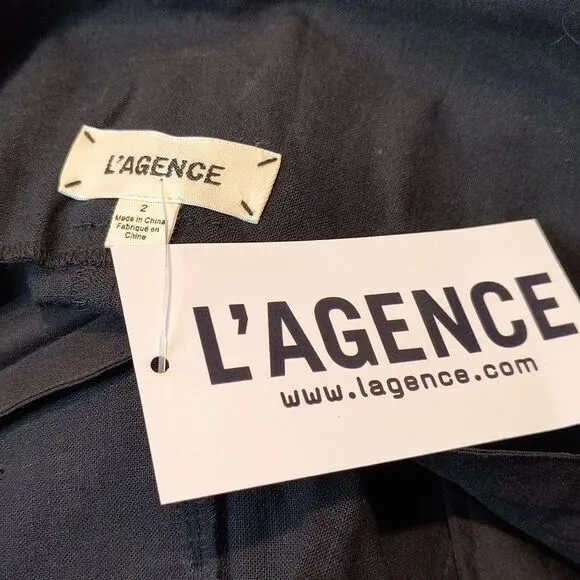 L'AGENCE
2
Made in China
Fabriqué en
Chine
L'AGENCE
www.lagence.com